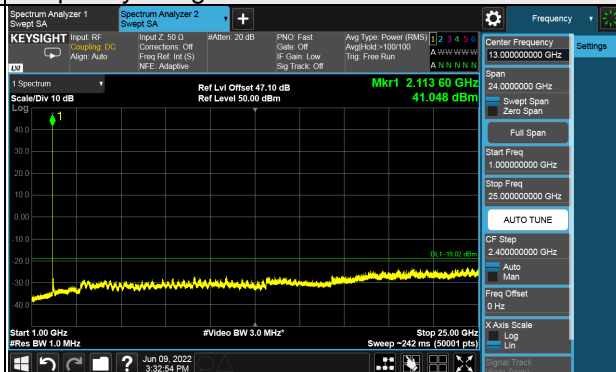 Spectrum Analyzer 1
Swept SA
Spectrum Analyzer 2
Swept SA
+
Frequency
KEYSIGHT
Input: RF
Coupling: DC
Align: Auto
Input Z: 50 Ω
Corrections: Off
Freq Ref: Int (S)
NFE: Adaptive
#Atten: 20 dB
PNO: Fast
Gate: Off
IF Gain: Low
Sig Track: Off
Avg Type: Power (RMS)
Avg|Hold:>100/100
Trig: Free Run
1 2 3 4 5 6
A W W W W W
A N N N N N
LXI
1 Spectrum
Scale/Div 10 dB
Log
Ref Lvl Offset 47.10 dB
Ref Level 50.00 dBm
Mkr1 2.113 60 GHz
41.048 dBm
1
40.0
30.0
20.0
10.0
0.00
-10.0
-20.0
-30.0
-40.0
DL1 -19.02 dBm
Start 1.00 GHz
#Res BW 1.0 MHz
#Video BW 3.0 MHz*
Stop 25.00 GHz
Sweep ~242 ms (50001 pts)
?
Jun 09, 2022
3:32:54 PM
Center Frequency
13.000000000 GHz
Settings
Span
24.0000000 GHz
Swept Span
Zero Span
Full Span
Start Freq
1.000000000 GHz
Stop Freq
25.000000000 GHz
AUTO TUNE
CF Step
2.400000000 GHz
Auto
Man
Freq Offset
0 Hz
X Axis Scale
Log
Lin
Signal Track